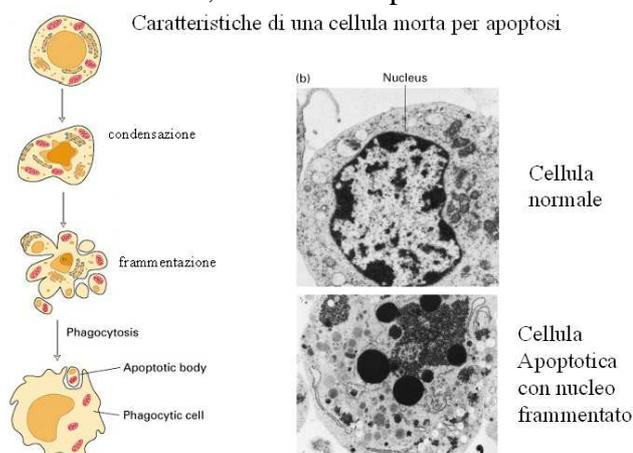 Caratteristiche di una cellula morta per apoptosi
(b)
Nucleus
condensazione
Cellula
normale
frammentazione
Phagocytosis
Cellula
Apoptotica
con nucleo
frammentato
Apoptotic body
Phagocytic cell